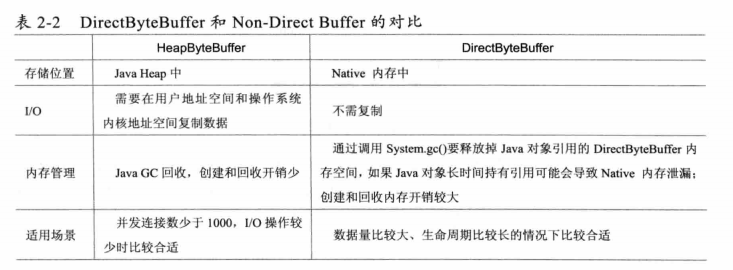 表 2-2 DirectByteBuffer 和 Non-Direct Buffer 的对比
HeapByteBuffer DirectByteBuffer
存储位置 Java Heap 中 Native 内存中
I/O 需要在用户地址空间和操作系统
内核地址空间复制数据 不需复制
内存管理 Java GC 回收，创建和回收开销少
通过调用 System.gc()要释放掉 Java 对象引用的 DirectByteBuffer 内
存空间，如果 Java 对象长时间持有引用可能会导致 Native 内存泄漏；
创建和回收内存开销较大
适用场景 并发连接数少于 1000，I/O 操作较
少时比较合适 数据量比较大、生命周期比较长的情况下比较合适